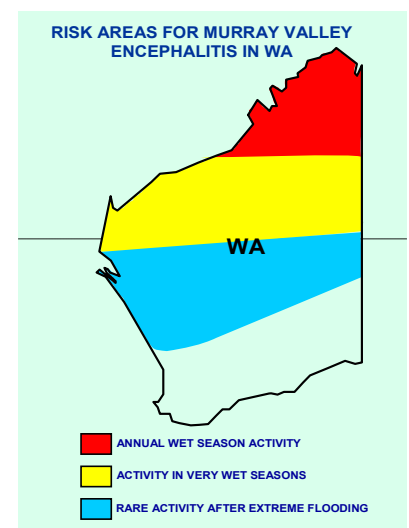 RISK AREAS FOR MURRAY VALLEY
ENCEPHALITIS IN WA
WA
ANNUAL WET SEASON ACTIVITY
ACTIVITY IN VERY WET SEASONS
RARE ACTIVITY AFTER EXTREME FLOODING